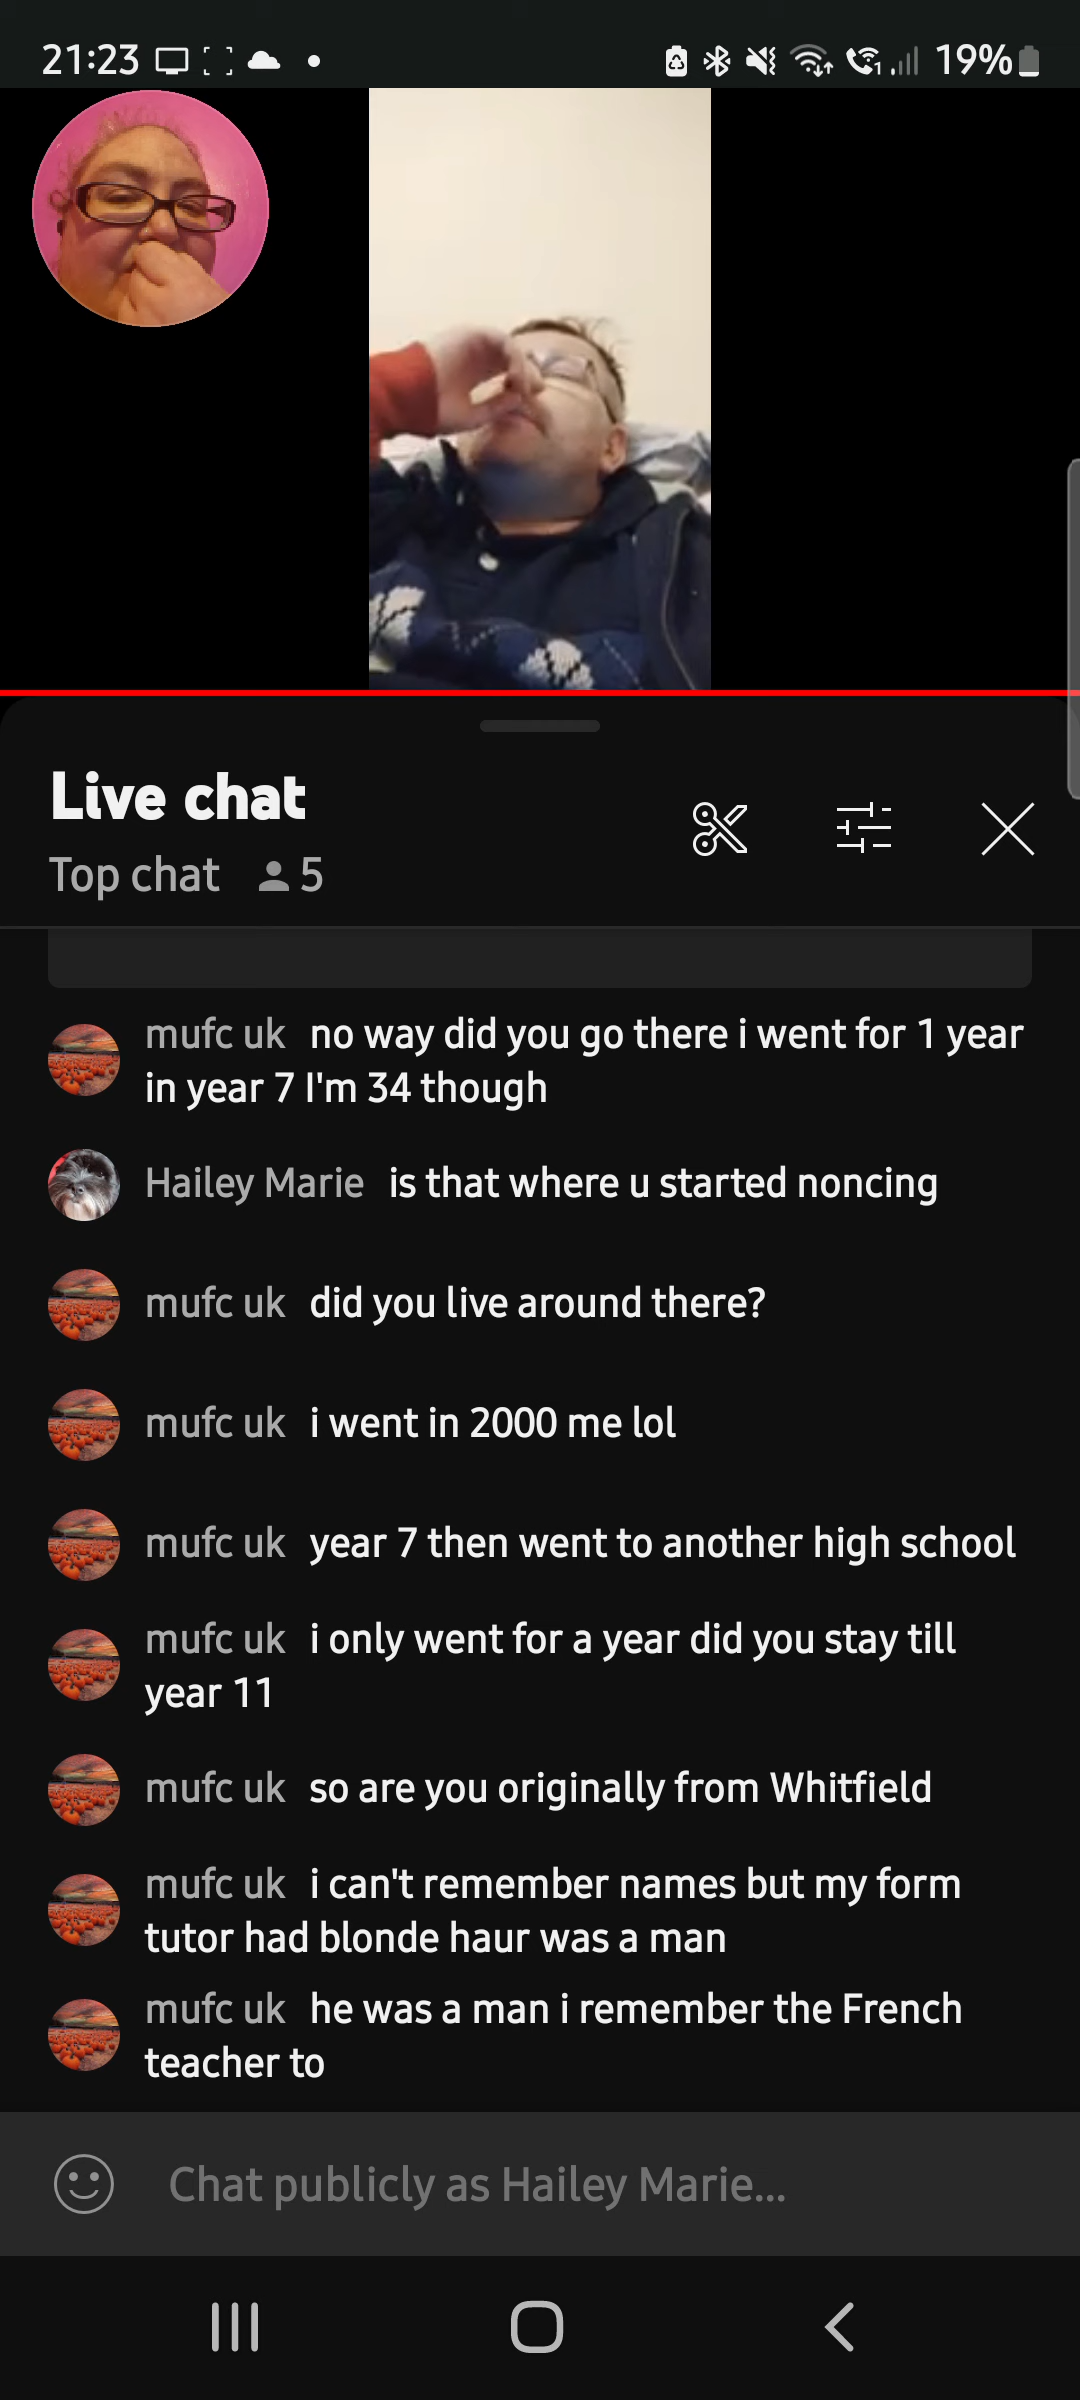 21:23 19%
Live chat
Top chat 5
mufc uk no way did you go there i went for 1 year
in year 7 I'm 34 though
Hailey Marie is that where u started noncing
mufc uk did you live around there?
mufc uk i went in 2000 me lol
mufc uk year 7 then went to another high school
mufc uk i only went for a year did you stay till
year 11
mufc uk so are you originally from Whitfield
mufc uk i can't remember names but my form
tutor had blonde haur was a man
mufc uk he was a man i remember the French
teacher to
Chat publicly as Hailey Marie...